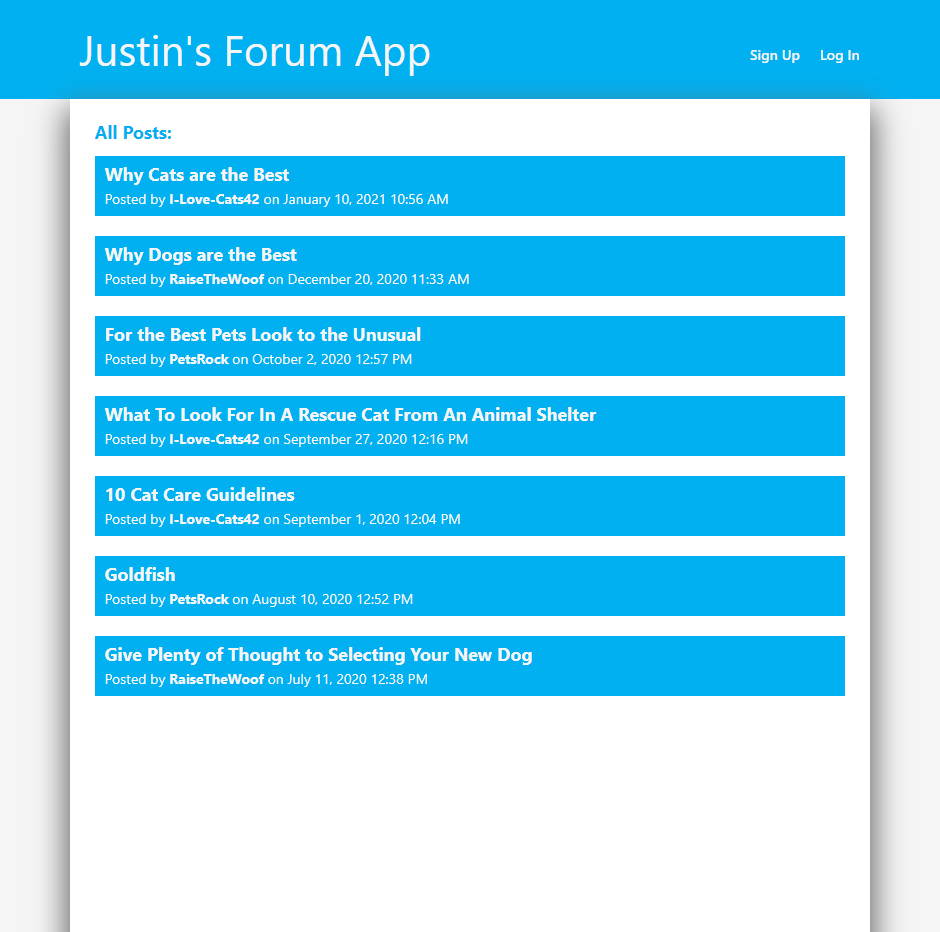 Justin's Forum App
Sign Up
Log In
All Posts:
Why Cats are the Best
Posted by I-Love-Cats42 on January 10, 2021 10:56 AM
Why Dogs are the Best
Posted by RaiseTheWoof on December 20, 2020 11:33 AM
For the Best Pets Look to the Unusual
Posted by PetsRock on October 2, 2020 12:57 PM
What To Look For In A Rescue Cat From An Animal Shelter
Posted by I-Love-Cats42 on September 27, 2020 12:16 PM
10 Cat Care Guidelines
Posted by I-Love-Cats42 on September 1, 2020 12:04 PM
Goldfish
Posted by PetsRock on August 10, 2020 12:52 PM
Give Plenty of Thought to Selecting Your New Dog
Posted by RaiseTheWoof on July 11, 2020 12:38 PM